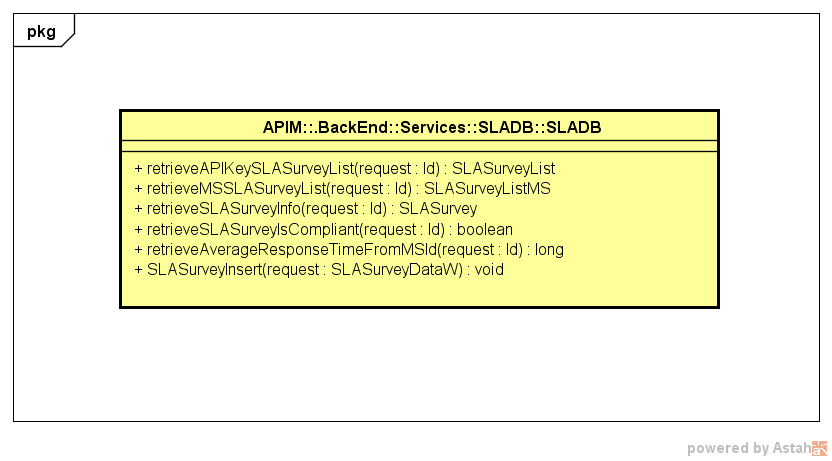 pkg
APIM::.BackEnd::Services::SLADB::SLADB
+ retrieveAPIKeySLASurveyList(request : Id) : SLASurveyList
+ retrieveMSSLASurveyList(request : Id) : SLASurveyListMS
+ retrieveSLASurveyInfo(request : Id) : SLASurvey
+ retrieveSLASurveyIsCompliant(request : Id) : boolean
+ retrieveAverageResponseTimeFromMSId(request : Id) : long
+ SLASurveyInsert(request : SLASurveyDataW) : void
powered by Astah